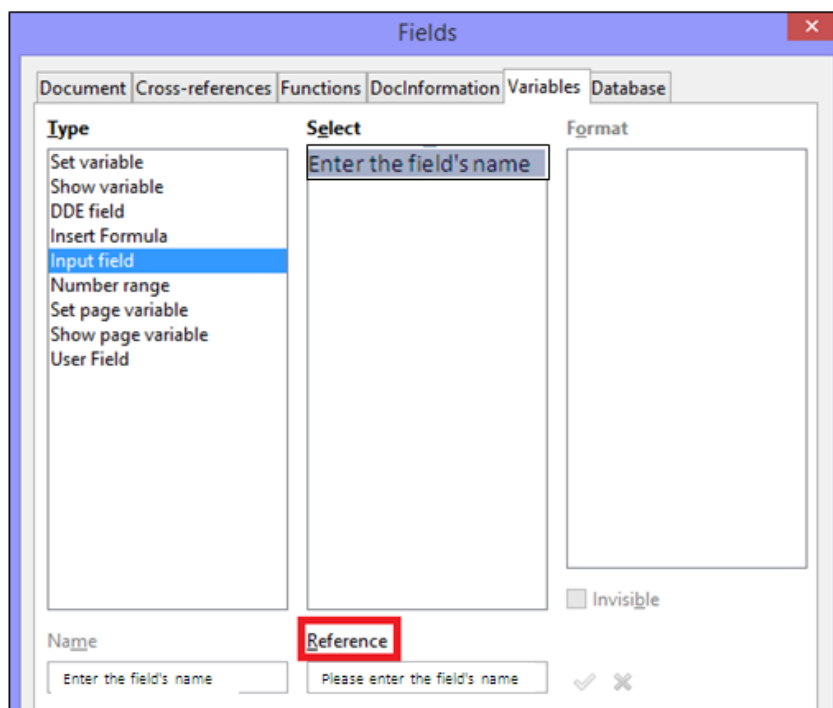 Fields
Document Cross-references Functions DocInformation Variables Database
Type
Select
Format
Set variable
Show variable
DDE field
Insert Formula
Input field
Number range
Set page variable
Show page variable
User Field
Enter the field's name
Invisible
Name
Reference
Enter the field's name
Please enter the field's name